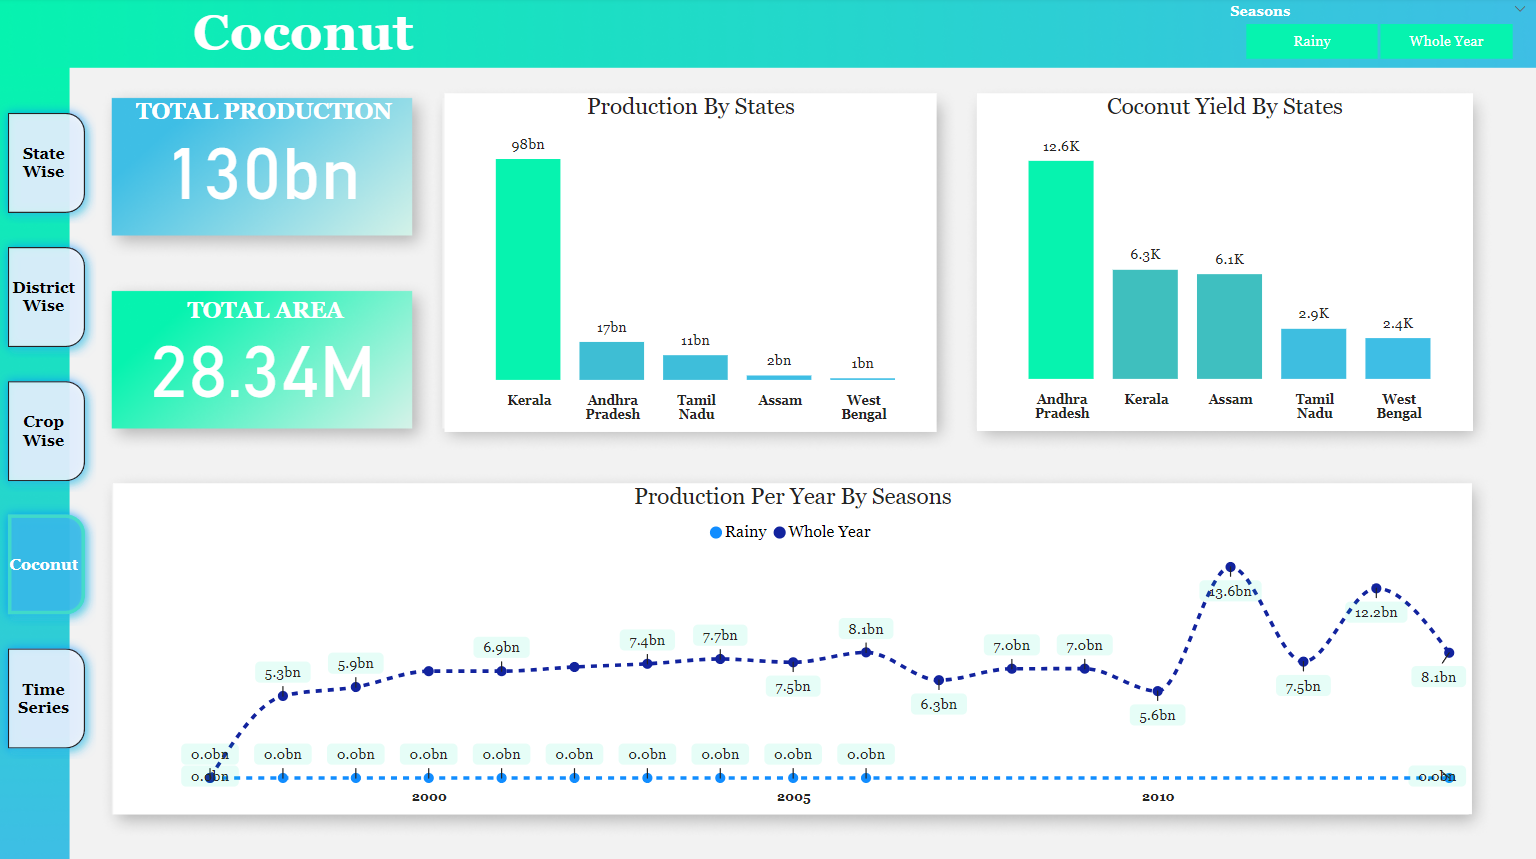 Coconut
Seasons
Rainy
Whole Year
State
Wise
District
Wise
Crop
Wise
Coconut
Time
Series
TOTAL PRODUCTION
130bn
TOTAL AREA
28.34M
Production By States
98bn
17bn
11bn
2bn
1bn
Kerala
Andhra
Pradesh
Tamil
Nadu
Assam
West
Bengal
Coconut Yield By States
12.6K
6.3K
6.1K
2.9K
2.4K
Andhra
Pradesh
Kerala
Assam
Tamil
Nadu
West
Bengal
Production Per Year By Seasons
Rainy
Whole Year
0.0bn
5.3bn
5.9bn
6.9bn
7.4bn
7.7bn
7.5bn
8.1bn
6.3bn
7.0bn
7.0bn
5.6bn
13.6bn
7.5bn
12.2bn
8.1bn
0.0bn
0.0bn
0.0bn
0.0bn
0.0bn
0.0bn
0.0bn
0.0bn
0.0bn
0.0bn
0.0bn
2000
2005
2010